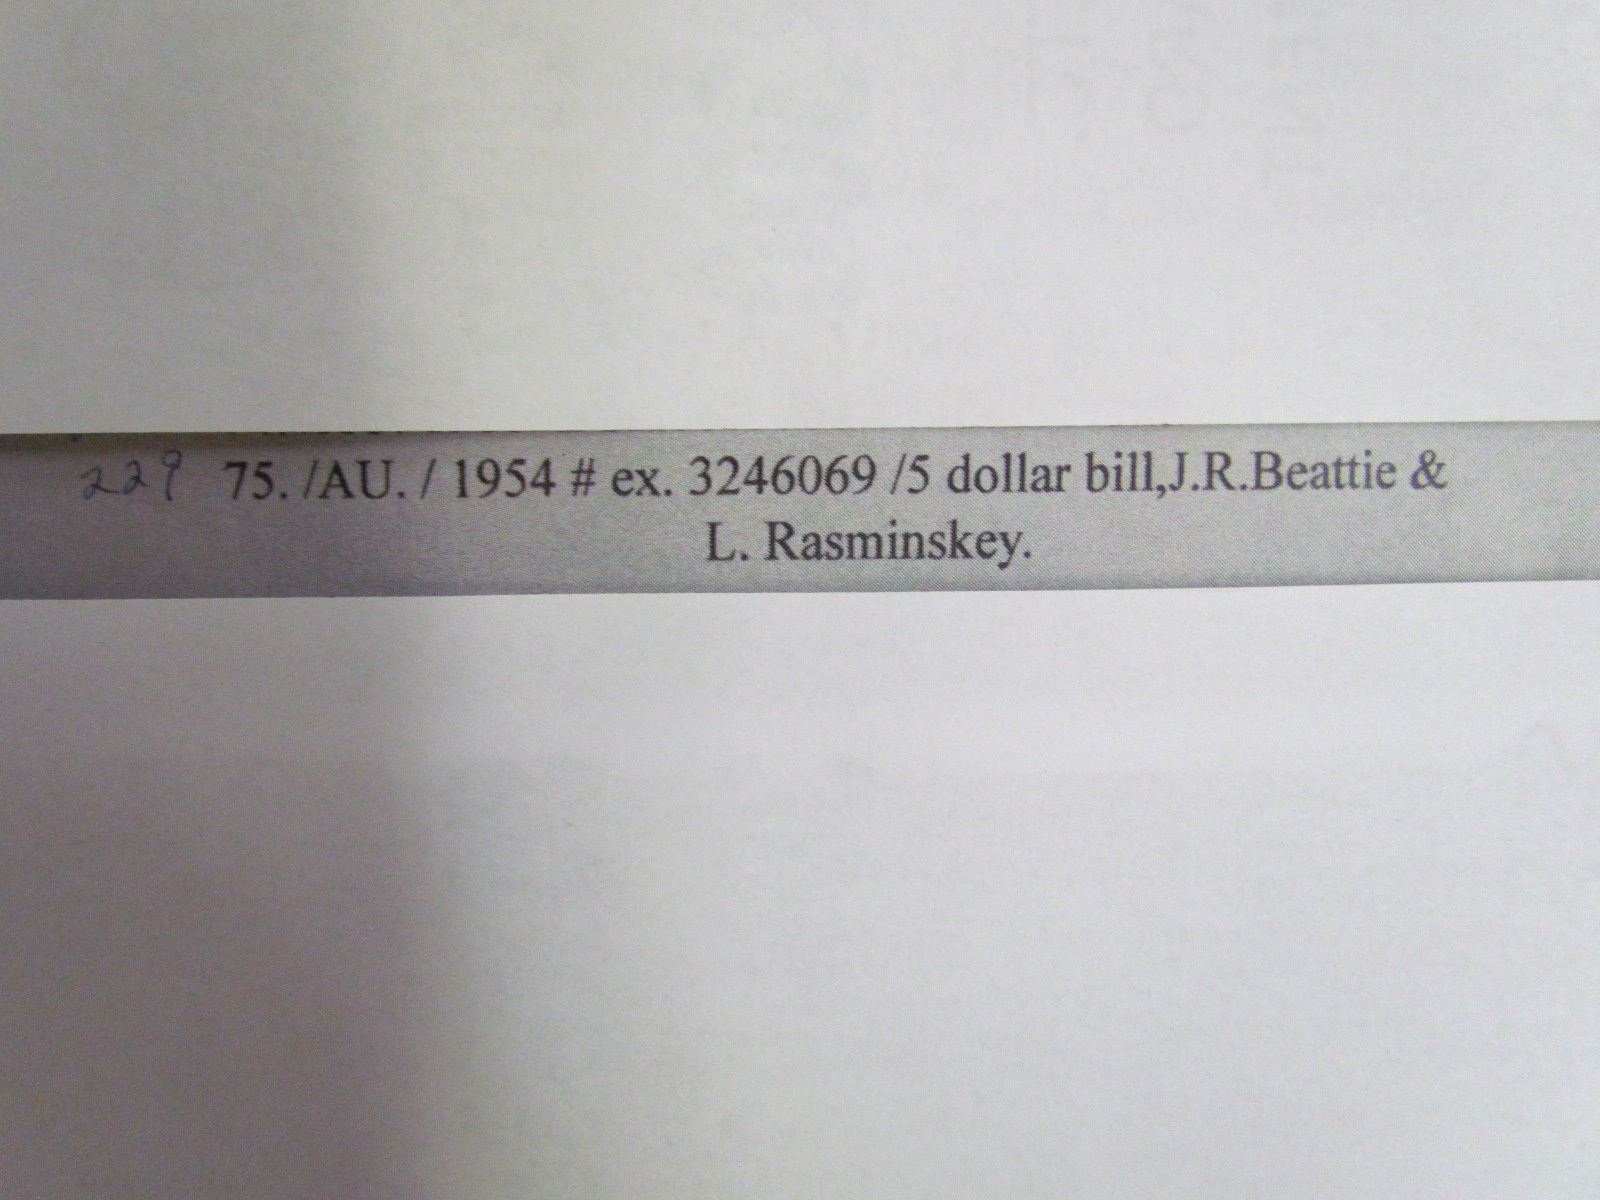 229 75. /AU. / 1954 # ex. 3246069 /5 dollar bill,J.R.Beattie &
L. Rasminskey.